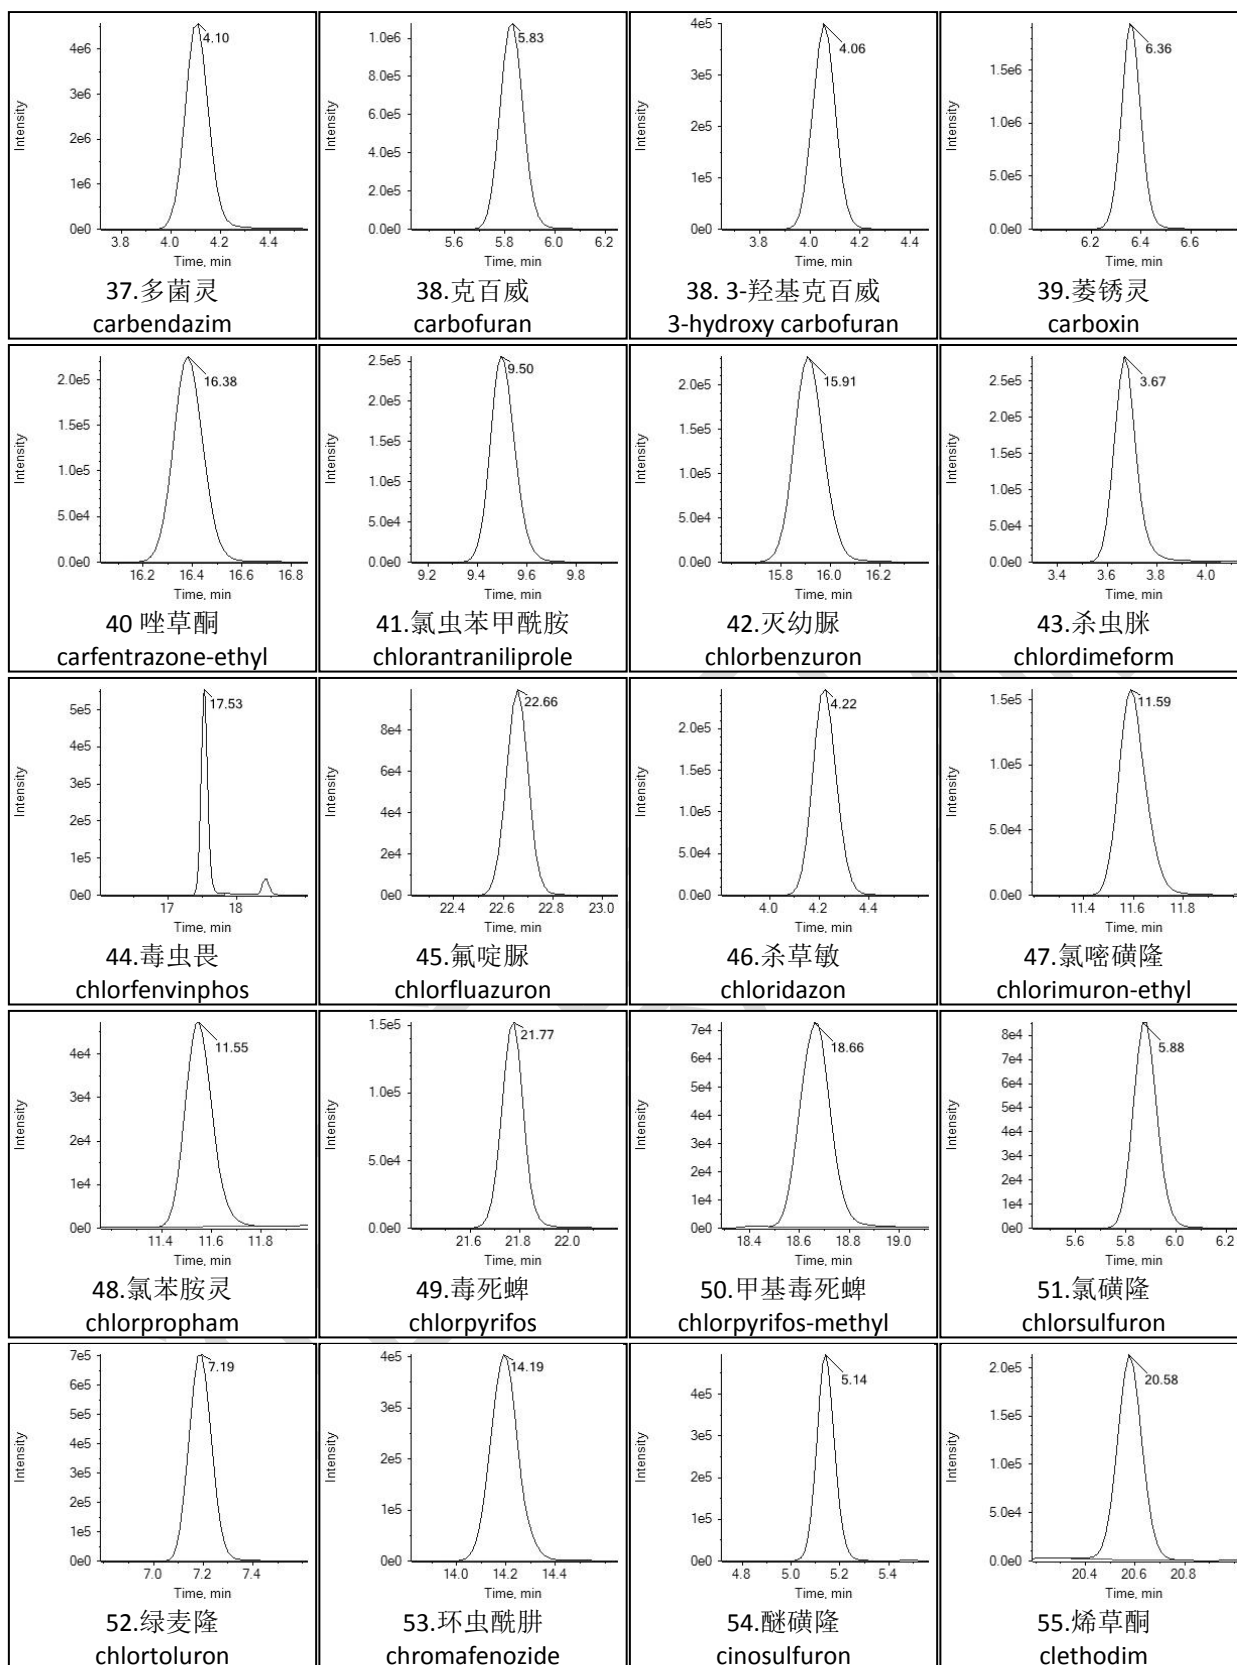 Intensity
4e6
3e6
2e6
1e6
0e0
4.10
3.8 4.0 4.2 4.4
Time, min
37.多菌灵
carbendazim
Intensity
1.0e6
8.0e5
6.0e5
4.0e5
2.0e5
0.0e0
5.83
5.6 5.8 6.0 6.2
Time, min
38.克百威
carbofuran
Intensity
4e5
3e5
2e5
1e5
0e0
4.06
3.8 4.0 4.2 4.4
Time, min
38. 3-羟基克百威
3-hydroxy carbofuran
Intensity
1.5e6
1.0e6
5.0e5
0.0e0
6.36
6.2 6.4 6.6
Time, min
39.萎锈灵
carboxin
Intensity
2.0e5
1.5e5
1.0e5
5.0e4
0.0e0
16.38
16.2 16.4 16.6 16.8
Time, min
40 唑草酮
carfentrazone-ethyl
Intensity
2.5e5
2.0e5
1.5e5
1.0e5
5.0e4
0.0e0
9.50
9.2 9.4 9.6 9.8
Time, min
41.氯虫苯甲酰胺
chlorantraniliprole
Intensity
2.0e5
1.5e5
1.0e5
5.0e4
0.0e0
15.91
15.8 16.0 16.2
Time, min
42.灭幼脲
chlorbenzuron
Intensity
2.5e5
2.0e5
1.5e5
1.0e5
5.0e4
0.0e0
3.67
3.4 3.6 3.8 4.0
Time, min
43.杀虫脒
chlordimeform
Intensity
5e5
4e5
3e5
2e5
1e5
0e0
17.53
17 18
Time, min
44.毒虫畏
chlorfenvinphos
Intensity
8e4
6e4
4e4
2e4
0e0
22.66
22.4 22.6 22.8 23.0
Time, min
45.氟啶脲
chlorfluazuron
Intensity
2.0e5
1.5e5
1.0e5
5.0e4
0.0e0
4.22
4.0 4.2 4.4
Time, min
46.杀草敏
chloridazon
Intensity
1.5e5
1.0e5
5.0e4
0.0e0
11.59
11.4 11.6 11.8
Time, min
47.氯嘧磺隆
chlorimuron-ethyl
Intensity
4e4
3e4
2e4
1e4
0e0
11.55
11.4 11.6 11.8
Time, min
48.氯苯胺灵
chlorpropham
Intensity
1.5e5
1.0e5
5.0e4
0.0e0
21.77
21.6 21.8 22.0
Time, min
49.毒死蜱
chlorpyrifos
Intensity
7e4
6e4
5e4
4e4
3e4
2e4
1e4
0e0
18.66
18.4 18.6 18.8 19.0
Time, min
50.甲基毒死蜱
chlorpyrifos-methyl
Intensity
8e4
7e4
6e4
5e4
4e4
3e4
2e4
1e4
0e0
5.88
5.6 5.8 6.0 6.2
Time, min
51.氯磺隆
chlorsulfuron
Intensity
7e5
6e5
5e5
4e5
3e5
2e5
1e5
0e0
7.19
7.0 7.2 7.4
Time, min
52.绿麦隆
chlortoluron
Intensity
4e5
3e5
2e5
1e5
0e0
14.19
14.0 14.2 14.4
Time, min
53.环虫酰肼
chromafenozide
Intensity
4e5
3e5
2e5
1e5
0e0
5.14
4.8 5.0 5.2 5.4
Time, min
54.醚磺隆
cinosulfuron
Intensity
2.0e5
1.5e5
1.0e5
5.0e4
0.0e0
20.58
20.4 20.6 20.8
Time, min
55.烯草酮
clethodim